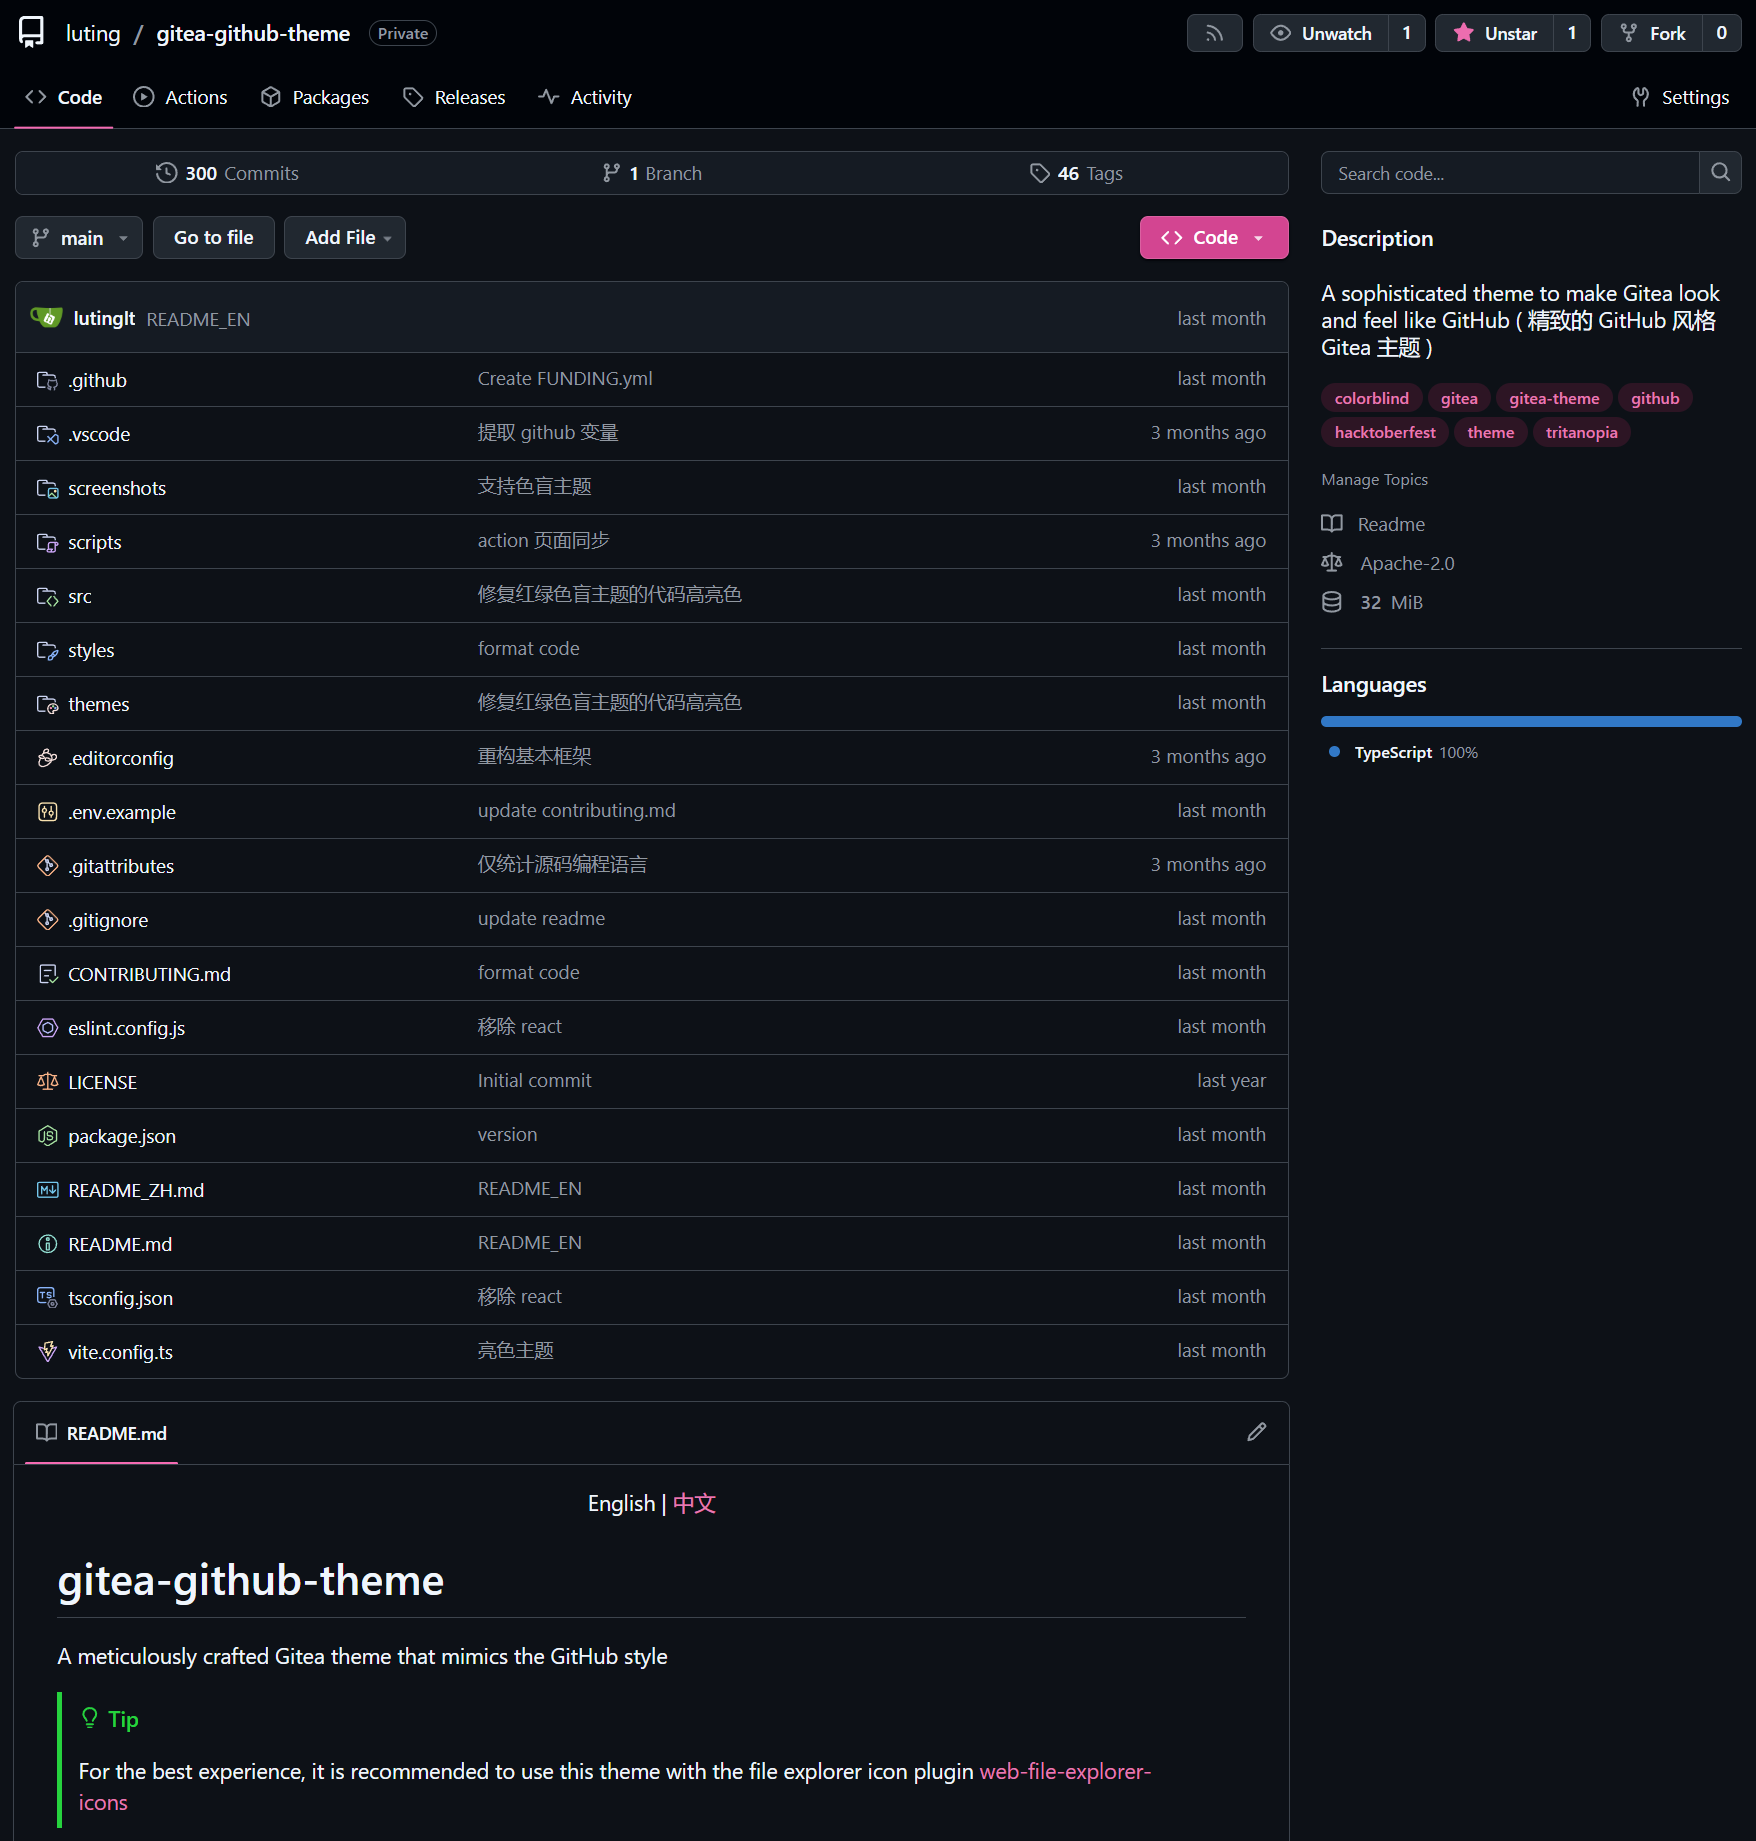 luting / gitea-github-theme Private
Unwatch 1 Unstar 1 Fork 0
Code Actions Packages Releases Activity Settings
300 Commits 1 Branch 46 Tags
Search code...
main Go to file Add File Code
Description
A sophisticated theme to make Gitea look
and feel like GitHub ( 精致的 GitHub 风格
Gitea 主题 )
colorblind gitea gitea-theme github
hacktoberfest theme tritanopia
Manage Topics
Readme
Apache-2.0
32 MiB
Languages
TypeScript 100%
lutinglt README_EN last month
.github Create FUNDING.yml last month
.vscode 提取 github 变量 3 months ago
screenshots 支持色盲主题 last month
scripts action 页面同步 3 months ago
src 修复红绿色盲主题的代码高亮色 last month
styles format code last month
themes 修复红绿色盲主题的代码高亮色 last month
.editorconfig 重构基本框架 3 months ago
.env.example update contributing.md last month
.gitattributes 仅统计源码编程语言 3 months ago
.gitignore update readme last month
CONTRIBUTING.md format code last month
eslint.config.js 移除 react last month
LICENSE Initial commit last year
package.json version last month
README_ZH.md README_EN last month
README.md README_EN last month
tsconfig.json 移除 react last month
vite.config.ts 亮色主题 last month
README.md
English | 中文
gitea-github-theme
A meticulously crafted Gitea theme that mimics the GitHub style
Tip
For the best experience, it is recommended to use this theme with the file explorer icon plugin web-file-explorer-
icons